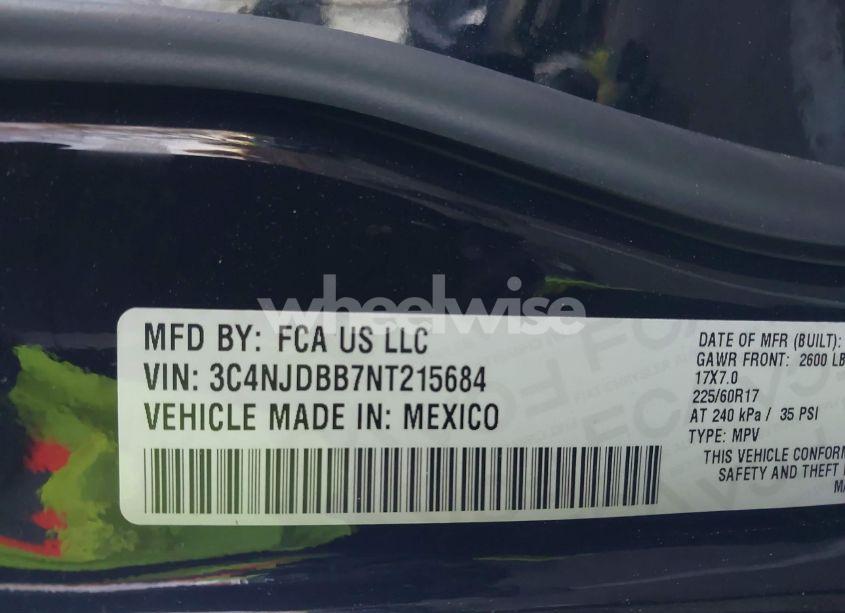 wheelwise
MFD BY: FCA US LLC
VIN: 3C4NJDBB7NT215684
VEHICLE MADE IN: MEXICO
DATE OF MFR (BUILT):
GAWR FRONT: 2600 LB
17X7.0
225/60R17
AT 240 kPa / 35 PSI
TYPE: MPV
THIS VEHICLE CONFORM
SAFETY AND THEFT